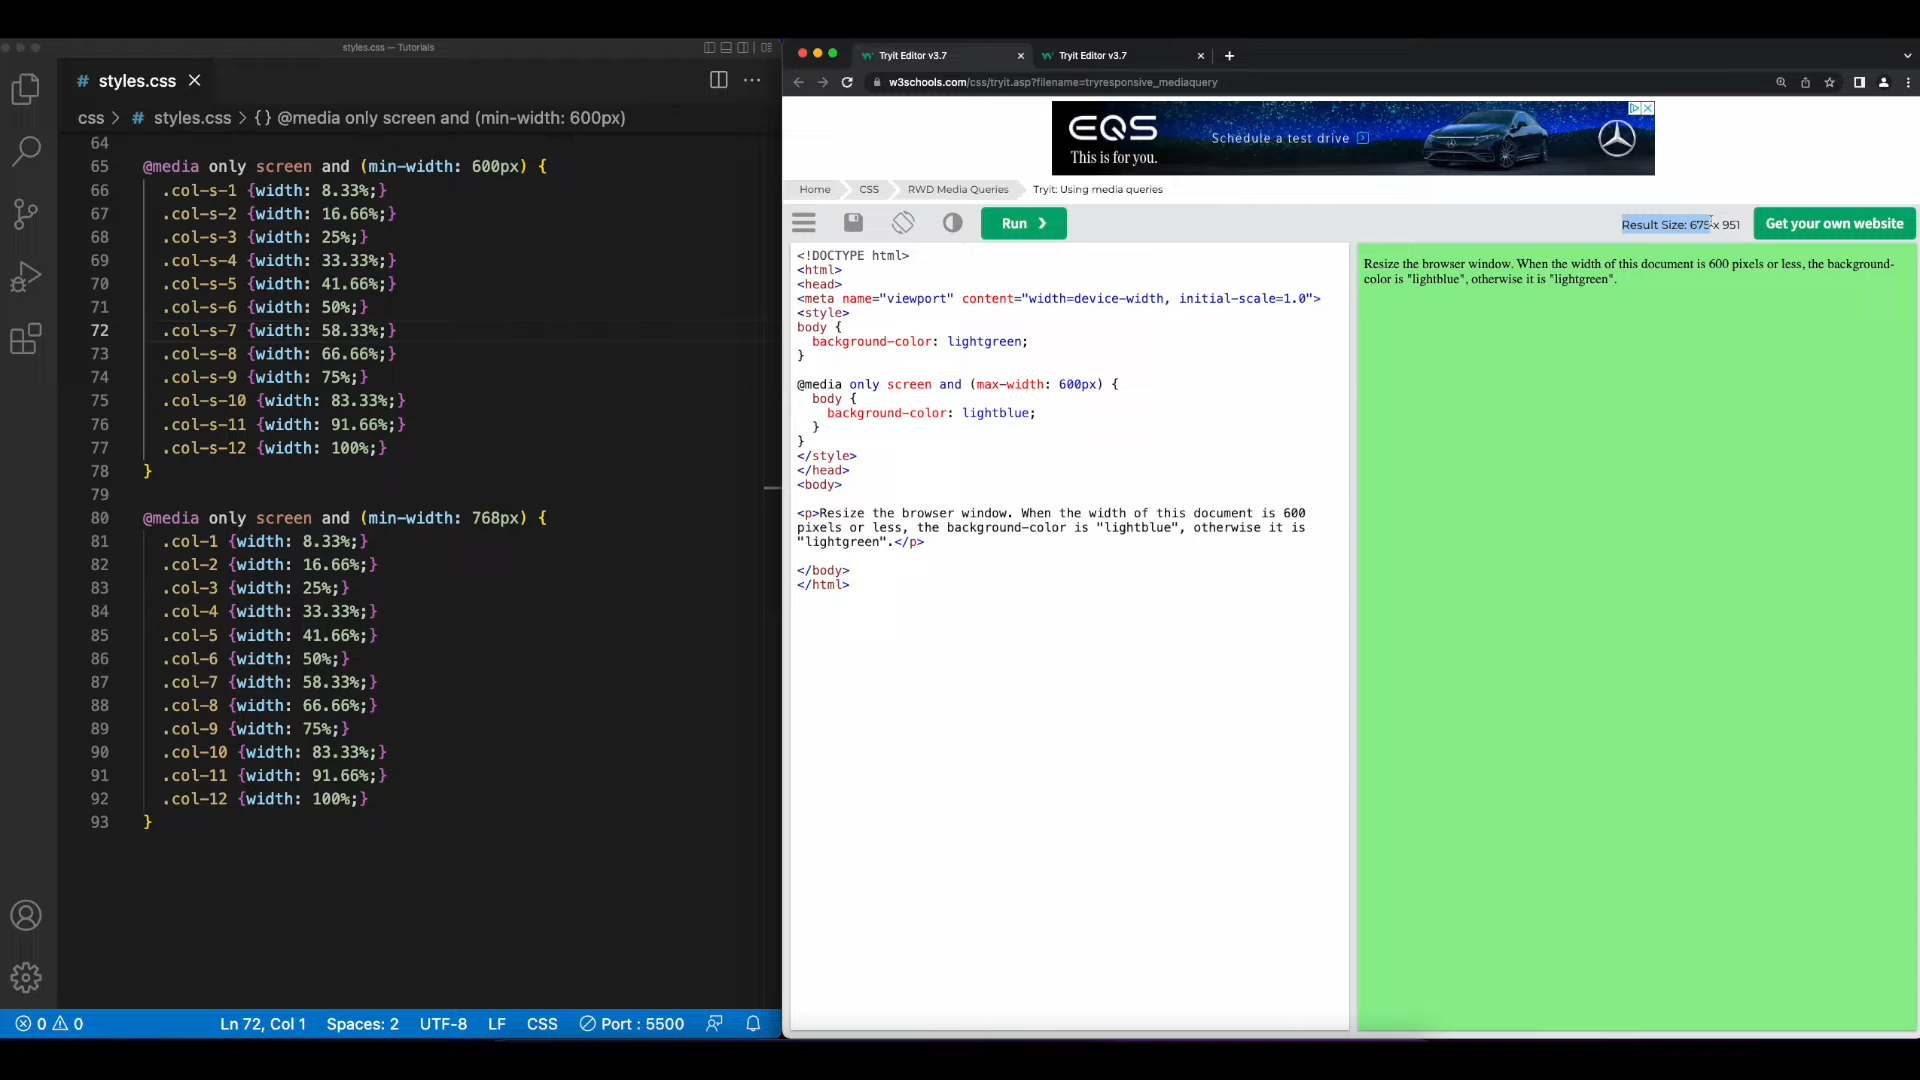 styles.css — Tutorials
# styles.css
css > # styles.css > {} @media only screen and (min-width: 600px)
64
65 @media only screen and (min-width: 600px) {
66 .col-s-1 {width: 8.33%;}
67 .col-s-2 {width: 16.66%;}
68 .col-s-3 {width: 25%;}
69 .col-s-4 {width: 33.33%;}
70 .col-s-5 {width: 41.66%;}
71 .col-s-6 {width: 50%;}
72 .col-s-7 {width: 58.33%;}
73 .col-s-8 {width: 66.66%;}
74 .col-s-9 {width: 75%;}
75 .col-s-10 {width: 83.33%;}
76 .col-s-11 {width: 91.66%;}
77 .col-s-12 {width: 100%;}
78 }
79
80 @media only screen and (min-width: 768px) {
81 .col-1 {width: 8.33%;}
82 .col-2 {width: 16.66%;}
83 .col-3 {width: 25%;}
84 .col-4 {width: 33.33%;}
85 .col-5 {width: 41.66%;}
86 .col-6 {width: 50%;}
87 .col-7 {width: 58.33%;}
88 .col-8 {width: 66.66%;}
89 .col-9 {width: 75%;}
90 .col-10 {width: 83.33%;}
91 .col-11 {width: 91.66%;}
92 .col-12 {width: 100%;}
93 }
0 0 Ln 72, Col 1 Spaces: 2 UTF-8 LF CSS Port : 5500
Tryit Editor v3.7 Tryit Editor v3.7
w3schools.com/css/tryit.asp?filename=tryresponsive_mediaquery
EQS
This is for you.
Schedule a test drive
Home CSS RWD Media Queries Tryit: Using media queries
Run ❯ Result Size: 675 x 951 Get your own website
<!DOCTYPE html>
<html>
<head>
<meta name="viewport" content="width=device-width, initial-scale=1.0">
<style>
body {
background-color: lightgreen;
}
@media only screen and (max-width: 600px) {
body {
background-color: lightblue;
}
}
</style>
</head>
<body>
<p>Resize the browser window. When the width of this document is 600
pixels or less, the background-color is "lightblue", otherwise it is
"lightgreen".</p>
</body>
</html>
Resize the browser window. When the width of this document is 600 pixels or less, the background-
color is "lightblue", otherwise it is "lightgreen".